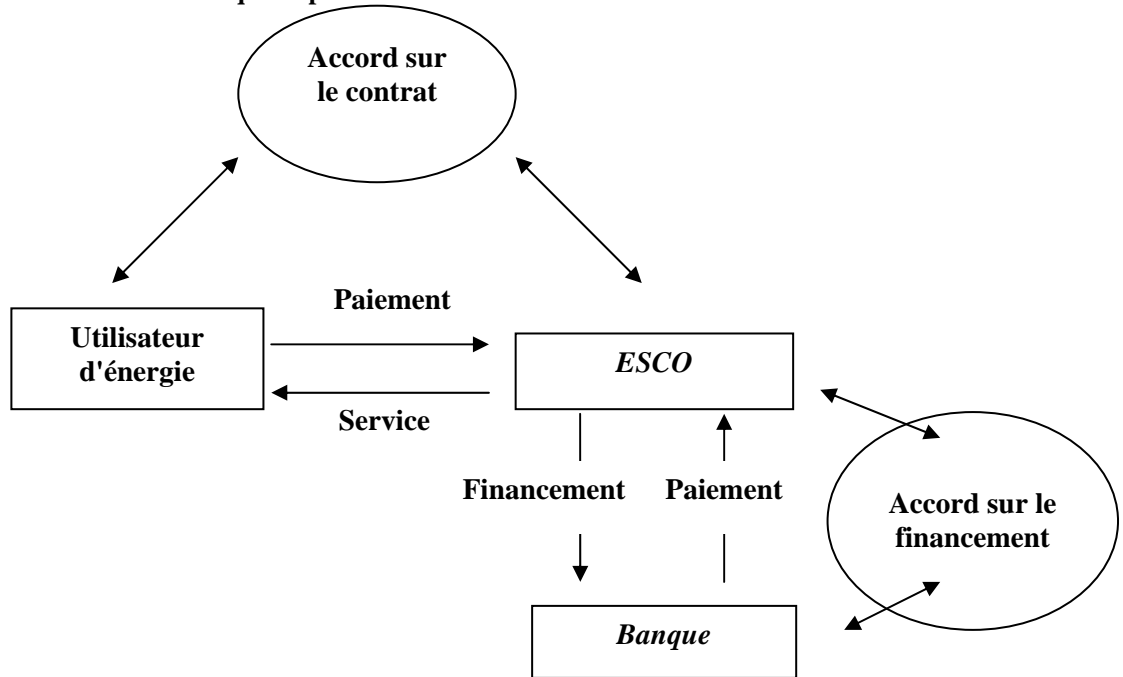 Accord sur
le contrat
Paiement
Utilisateur
d'énergie
ESCO
Service
Financement
Paiement
Accord sur le
financement
Banque